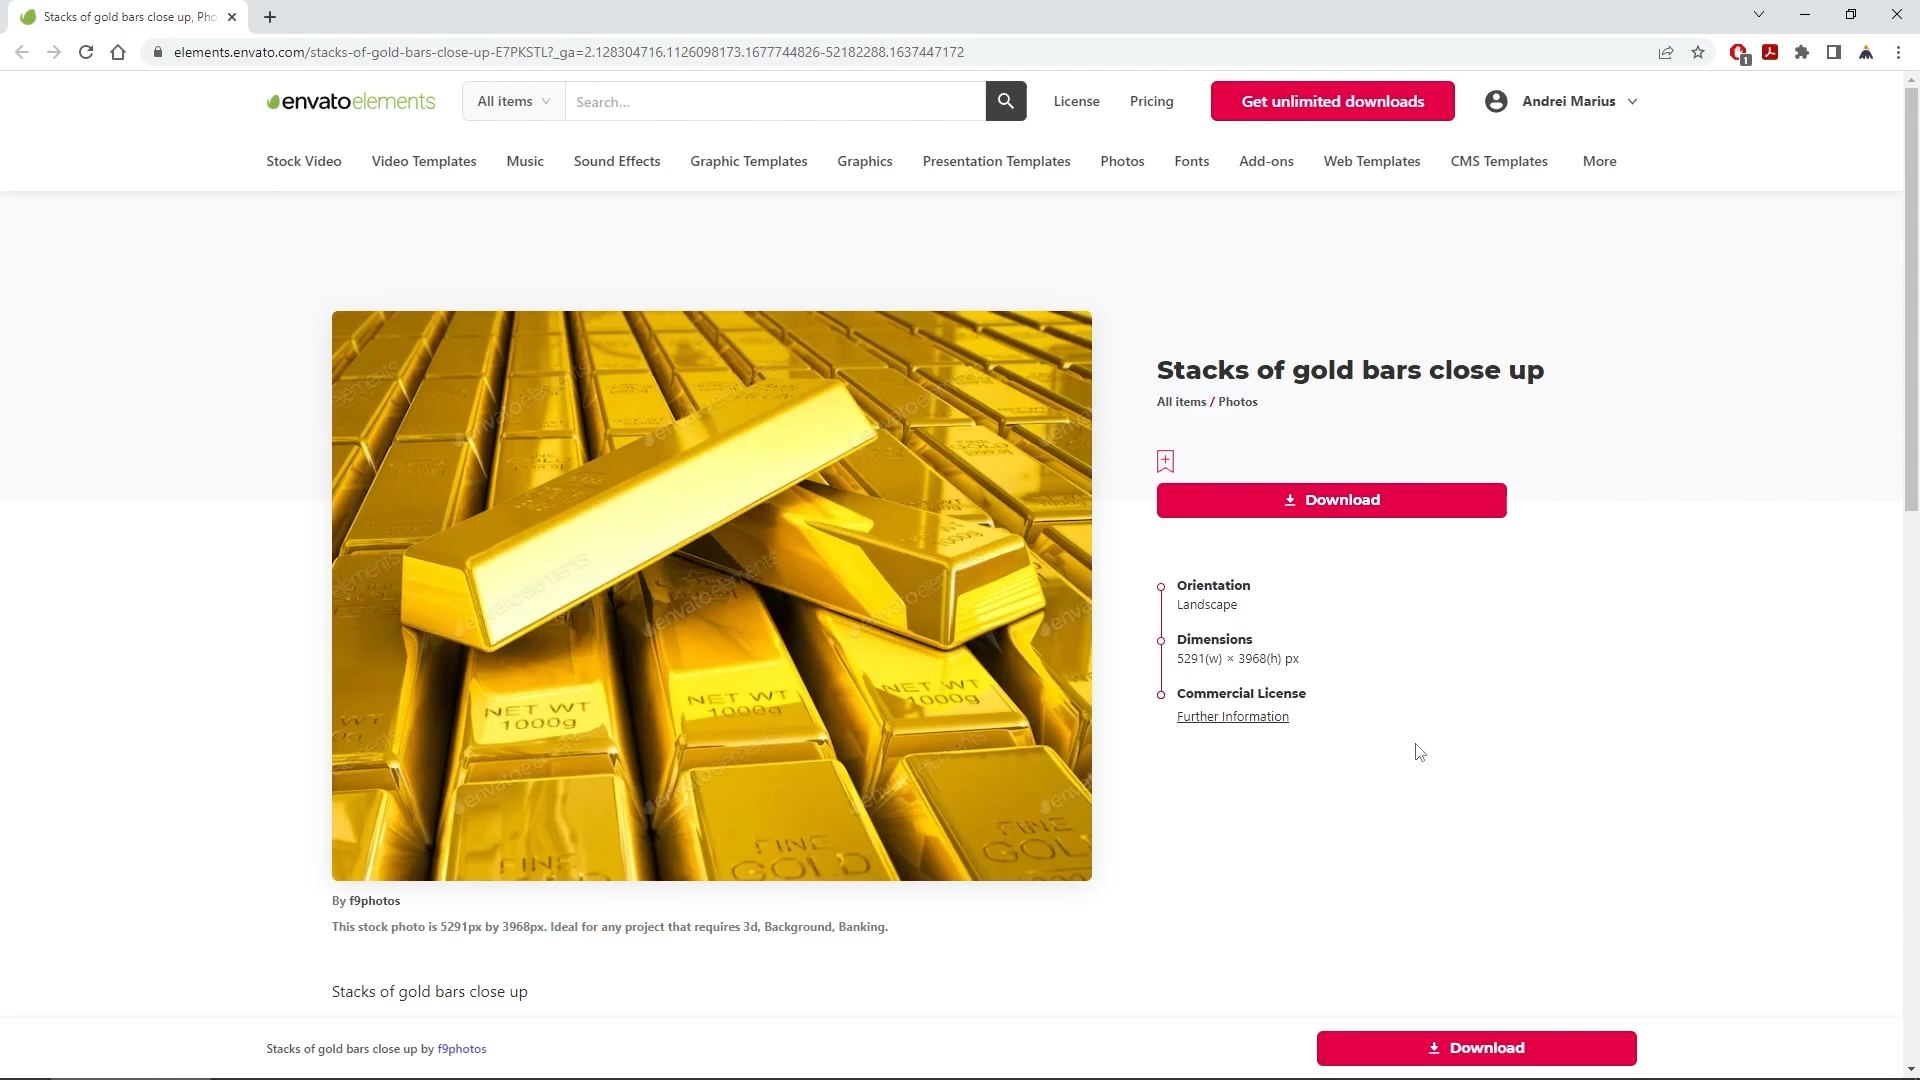 Stacks of gold bars close up, Pho
elements.envato.com/stacks-of-gold-bars-close-up-E7PKSTL?_ga=2.128304716.1126098173.1677744826-52182288.1637447172
1
envatoelements
All items
Search...
License
Pricing
Get unlimited downloads
Andrei Marius
Stock Video
Video Templates
Music
Sound Effects
Graphic Templates
Graphics
Presentation Templates
Photos
Fonts
Add-ons
Web Templates
CMS Templates
More
NET WT
1000g
NET WT
1000g
NET WT
1000g
FINE
FINE
GOLD
FINE
GOL
Stacks of gold bars close up
All items / Photos
Download
Orientation
Landscape
Dimensions
5291(w) × 3968(h) px
Commercial License
Further Information
By f9photos
This stock photo is 5291px by 3968px. Ideal for any project that requires 3d, Background, Banking.
Stacks of gold bars close up
Stacks of gold bars close up by f9photos
Download